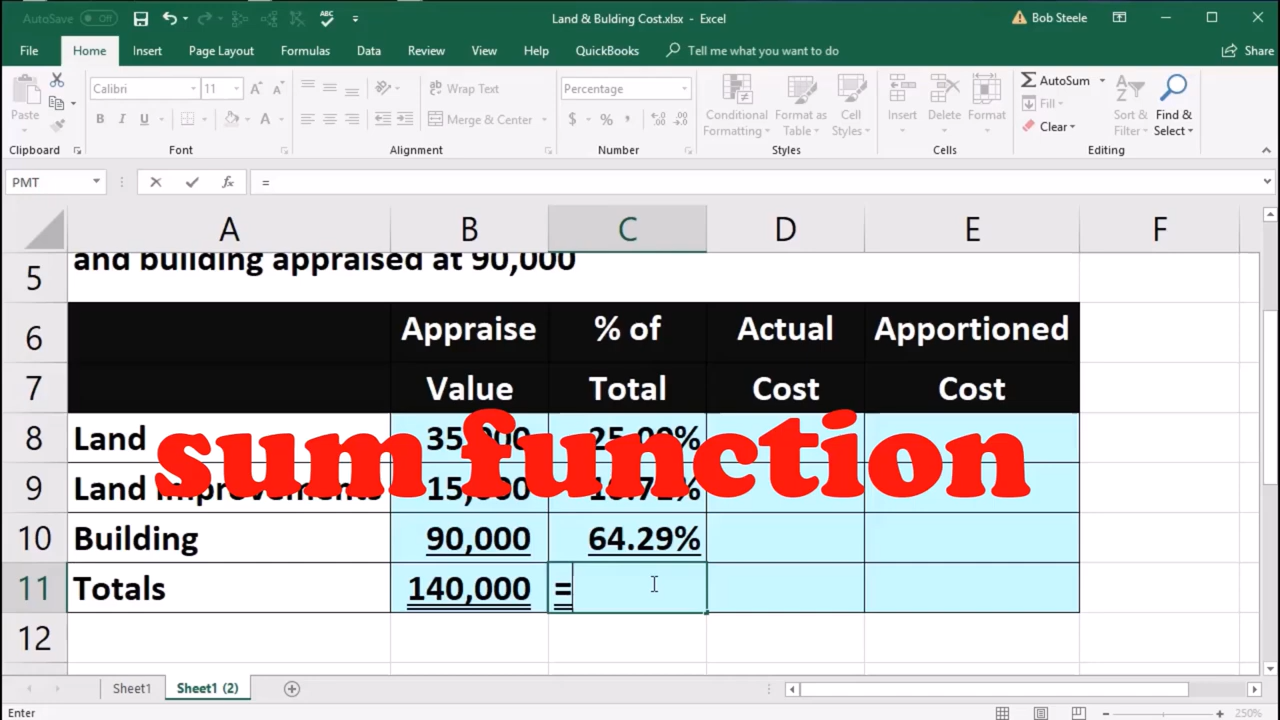 AutoSave Off
Land & Bulding Cost.xlsx - Excel
Bob Steele
File Home Insert Page Layout Formulas Data Review View Help QuickBooks Tell me what you want to do Share
Paste
Calibri 11
Wrap Text
Percentage
Merge & Center
B I U
$ % ,
Formatting
Table
Styles
Insert Delete Format
AutoSum
Fill
Clear
Sort &
Filter
Find &
Select
Clipboard Font Alignment Number Styles Cells Editing
PMT fx =
A B C D E F
5 and building appraised at 90,000
6 Appraise % of Actual Apportioned
7 Value Total Cost Cost
8 Land
sum function
9 Land
10 Building 90,000 64.29%
11 Totals 140,000 =
12
Sheet1 Sheet1 (2)
Enter 250%